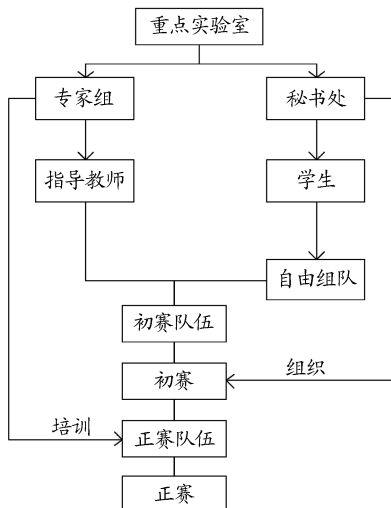 重点实验室
专家组
秘书处
指导教师
学生
自由组队
初赛队伍
初赛
组织
培训
正赛队伍
正赛